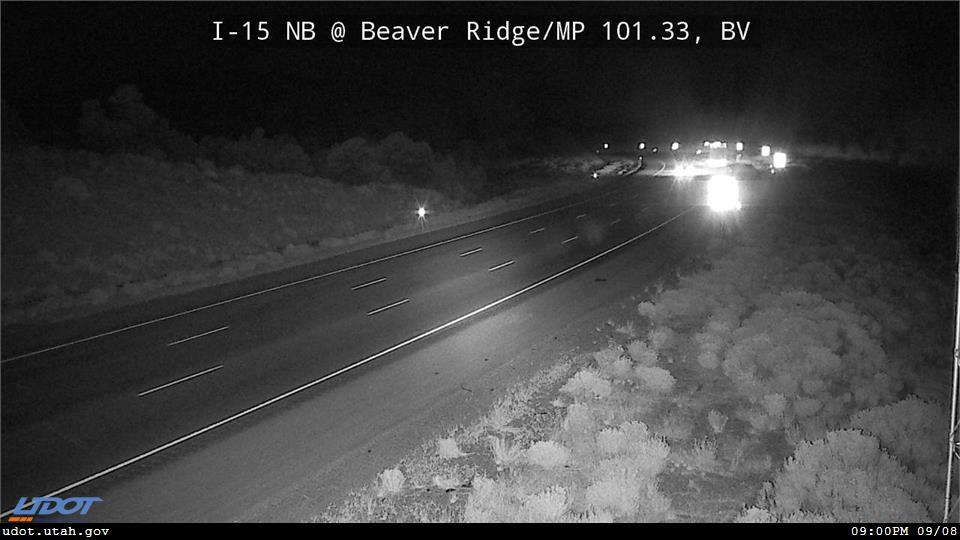 I-15 NB @ Beaver Ridge/MP 101.33, BV
UDOT
udot.utah.gov 09:00PM 09/08